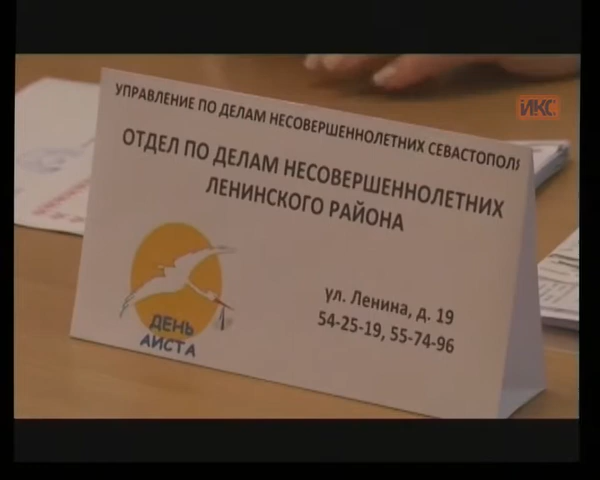 УПРАВЛЕНИЕ ПО ДЕЛАМ НЕСОВЕРШЕННОЛЕТНИХ СЕВАСТОПОЛЯ
ИКС
ОТДЕЛ ПО ДЕЛАМ НЕСОВЕРШЕННОЛЕТНИХ
ЛЕНИНСКОГО РАЙОНА
ул. Ленина, д. 19
54-25-19, 55-74-96
ДЕНЬ
АИСТА